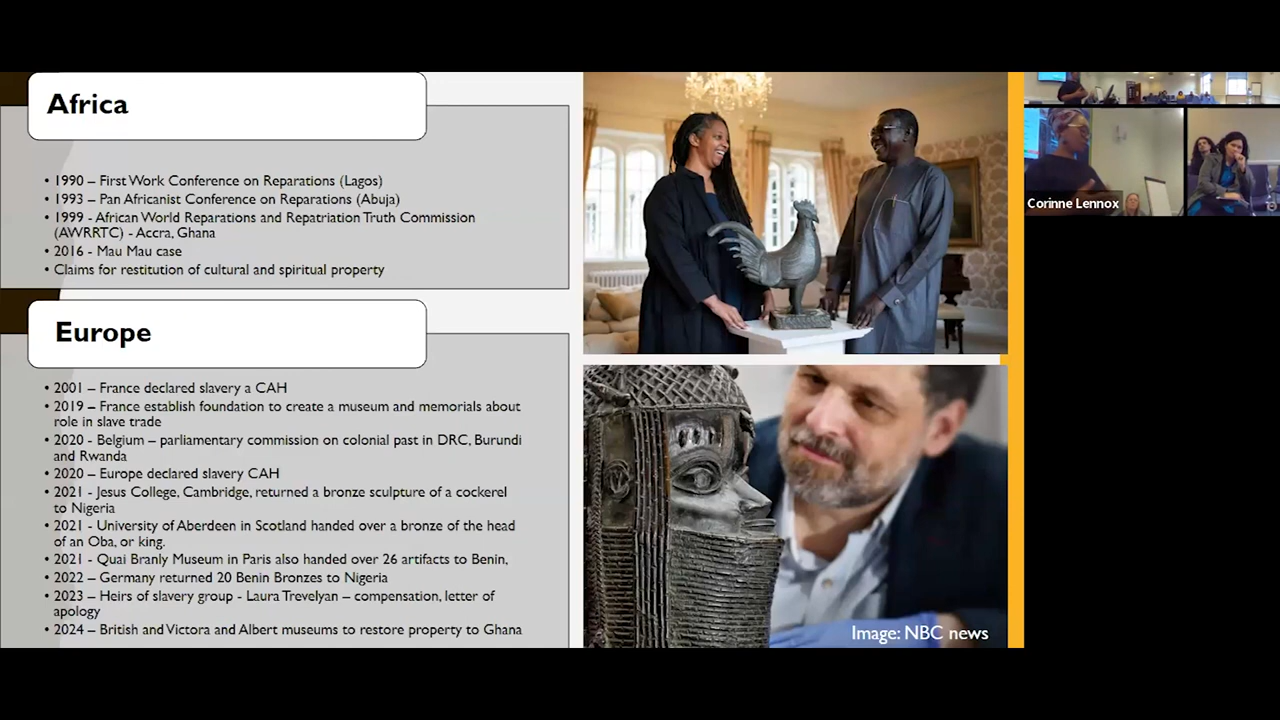 Africa
• 1990 – First Work Conference on Reparations (Lagos)
• 1993 – Pan Africanist Conference on Reparations (Abuja)
• 1999 - African World Reparations and Repatriation Truth Commission
(AWRRTC) - Accra, Ghana
• 2016 - Mau Mau case
• Claims for restitution of cultural and spiritual property
Europe
• 2001 – France declared slavery a CAH
• 2019 – France establish foundation to create a museum and memorials about
role in slave trade
• 2020 - Belgium – parliamentary commission on colonial past in DRC, Burundi
and Rwanda
• 2020 – Europe declared slavery CAH
• 2021 - Jesus College, Cambridge, returned a bronze sculpture of a cockerel
to Nigeria
• 2021 - University of Aberdeen in Scotland handed over a bronze of the head
of an Oba, or king.
• 2021 - Quai Branly Museum in Paris also handed over 26 artifacts to Benin,
• 2022 – Germany returned 20 Benin Bronzes to Nigeria
• 2023 – Heirs of slavery group - Laura Trevelyan – compensation, letter of
apology
• 2024 – British and Victora and Albert museums to restore property to Ghana
Image: NBC news
Corinne Lennox